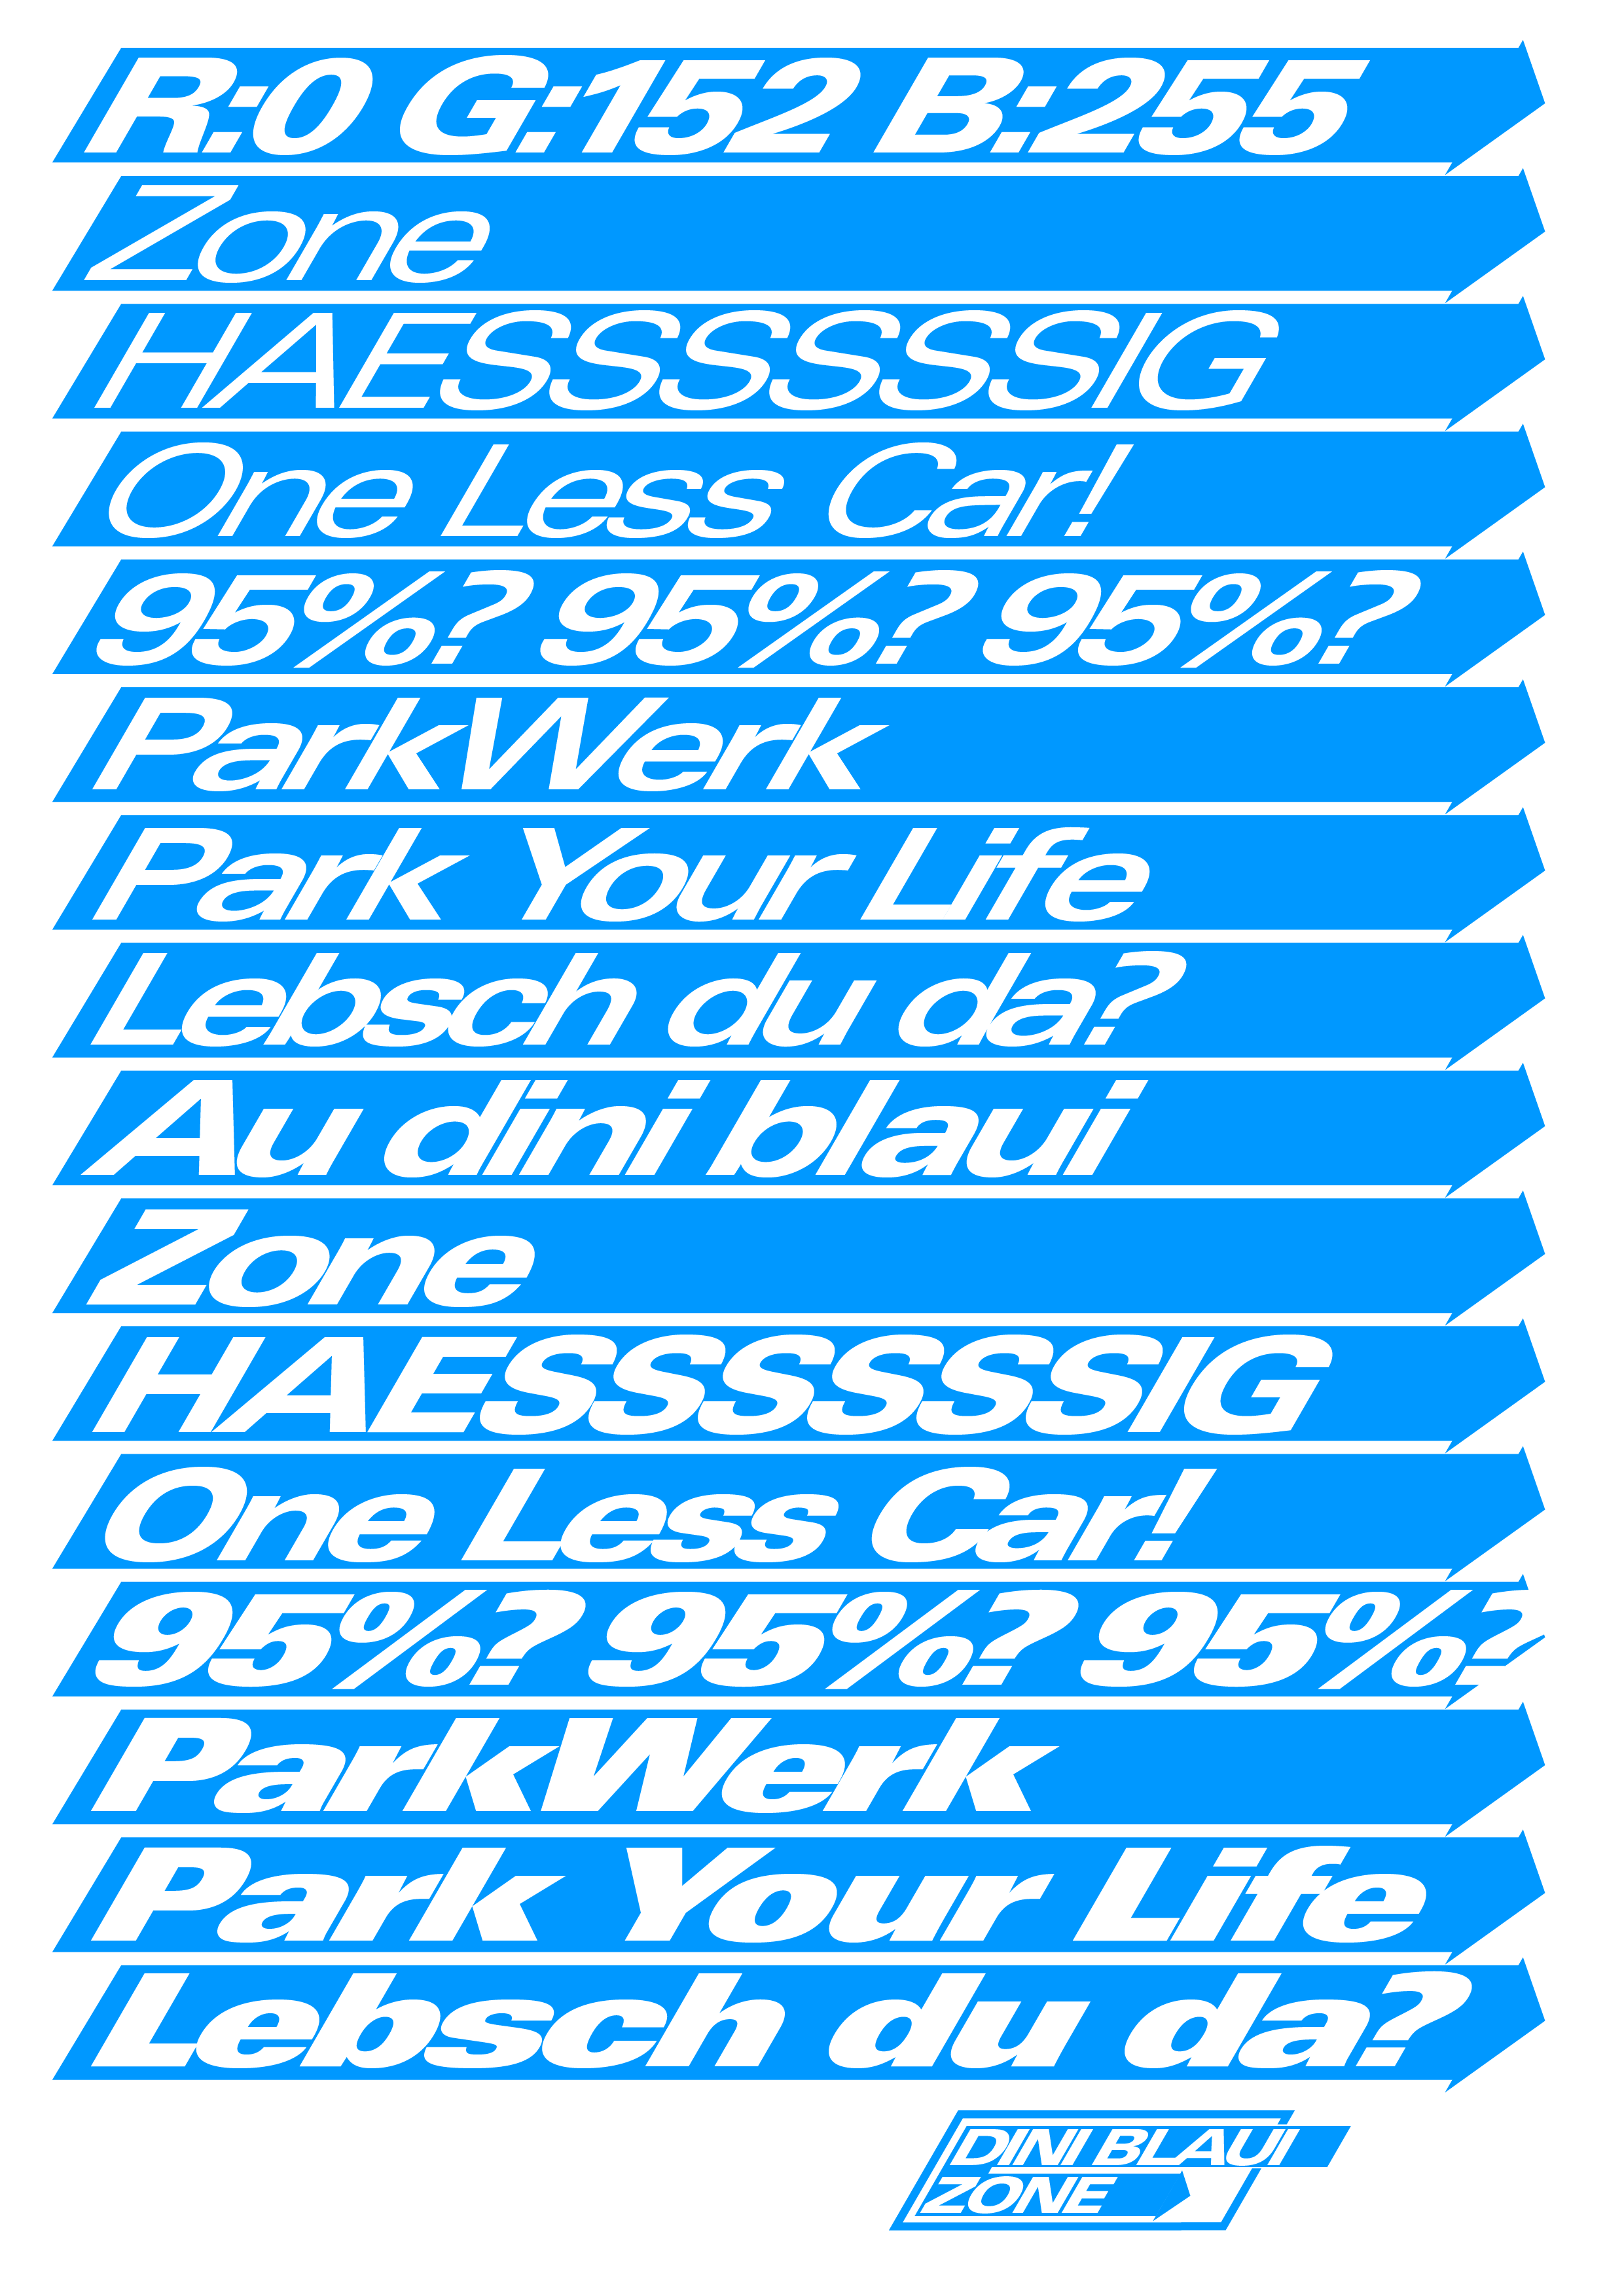 R:0 G:152 B:255
Zone
HAESSSSSSIG
One Less Car!
95%? 95%? 95%?
ParkWerk
Park Your Life
Lebsch du da?
Au dini blaui
Zone
HAESSSSSSIG
One Less Car!
95%? 95%? 95%?
ParkWerk
Park Your Life
Lebsch du da?
DINI BLAUI
ZONE